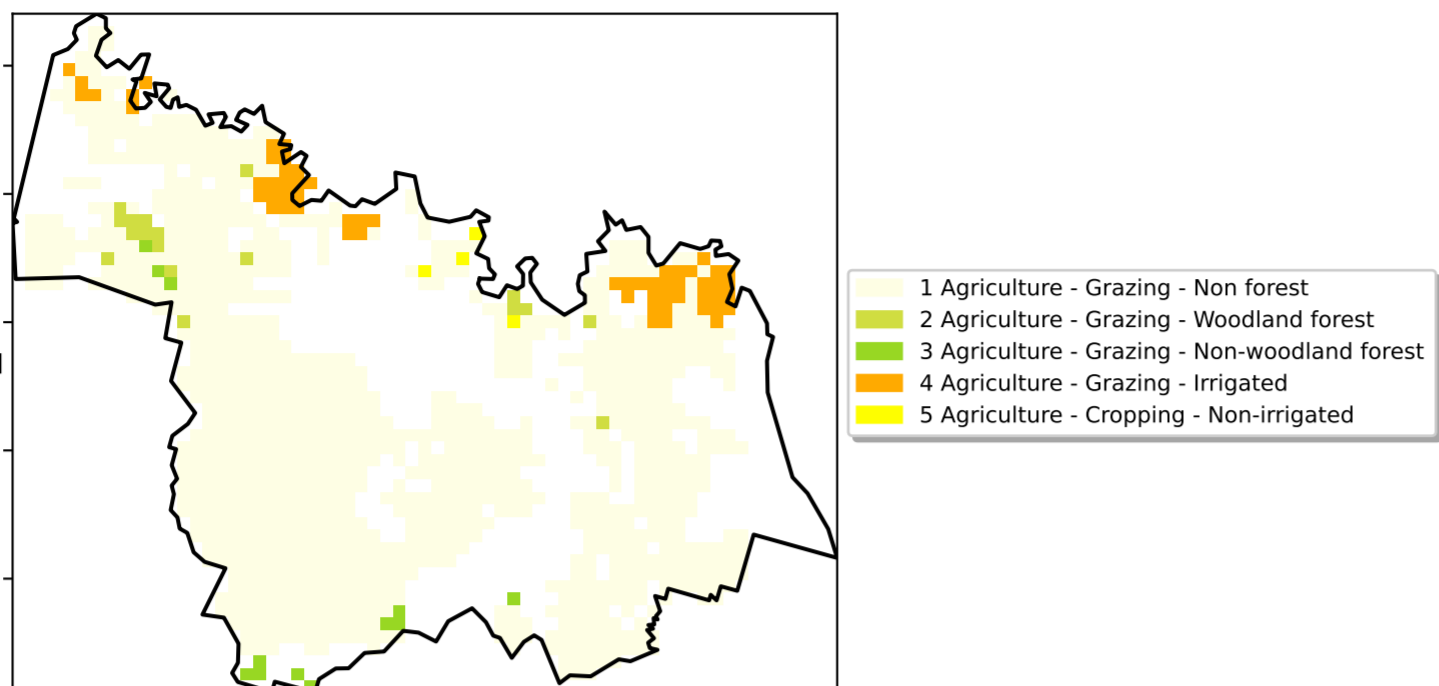 1 Agriculture - Grazing - Non forest
2 Agriculture - Grazing - Woodland forest
3 Agriculture - Grazing - Non-woodland forest
4 Agriculture - Grazing - Irrigated
5 Agriculture - Cropping - Non-irrigated